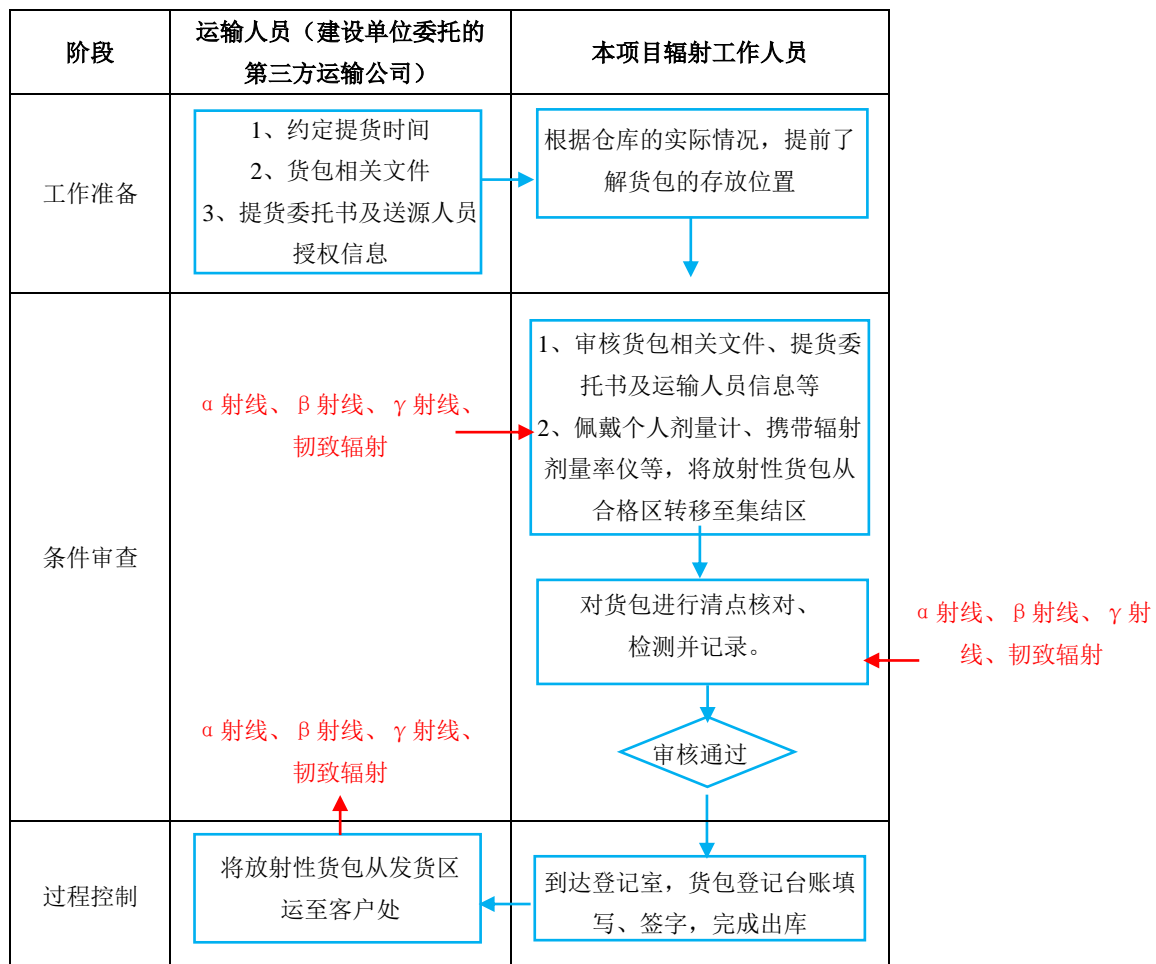 阶段
运输人员（建设单位委托的
第三方运输公司）
本项目辐射工作人员
工作准备
1、约定提货时间
2、货包相关文件
3、提货委托书及送源人员
授权信息
根据仓库的实际情况，提前了
解货包的存放位置
条件审查
α射线、β射线、γ射线、
韧致辐射
1、审核货包相关文件、提货委
托书及运输人员信息等
2、佩戴个人剂量计、携带辐射
剂量率仪等，将放射性货包从
合格区转移至集结区
对货包进行清点核对、
检测并记录。
α射线、β射线、γ射
线、韧致辐射
α射线、β射线、γ射线、
韧致辐射
审核通过
过程控制
将放射性货包从发货区
运至客户处
到达登记室，货包登记台账填
写、签字，完成出库